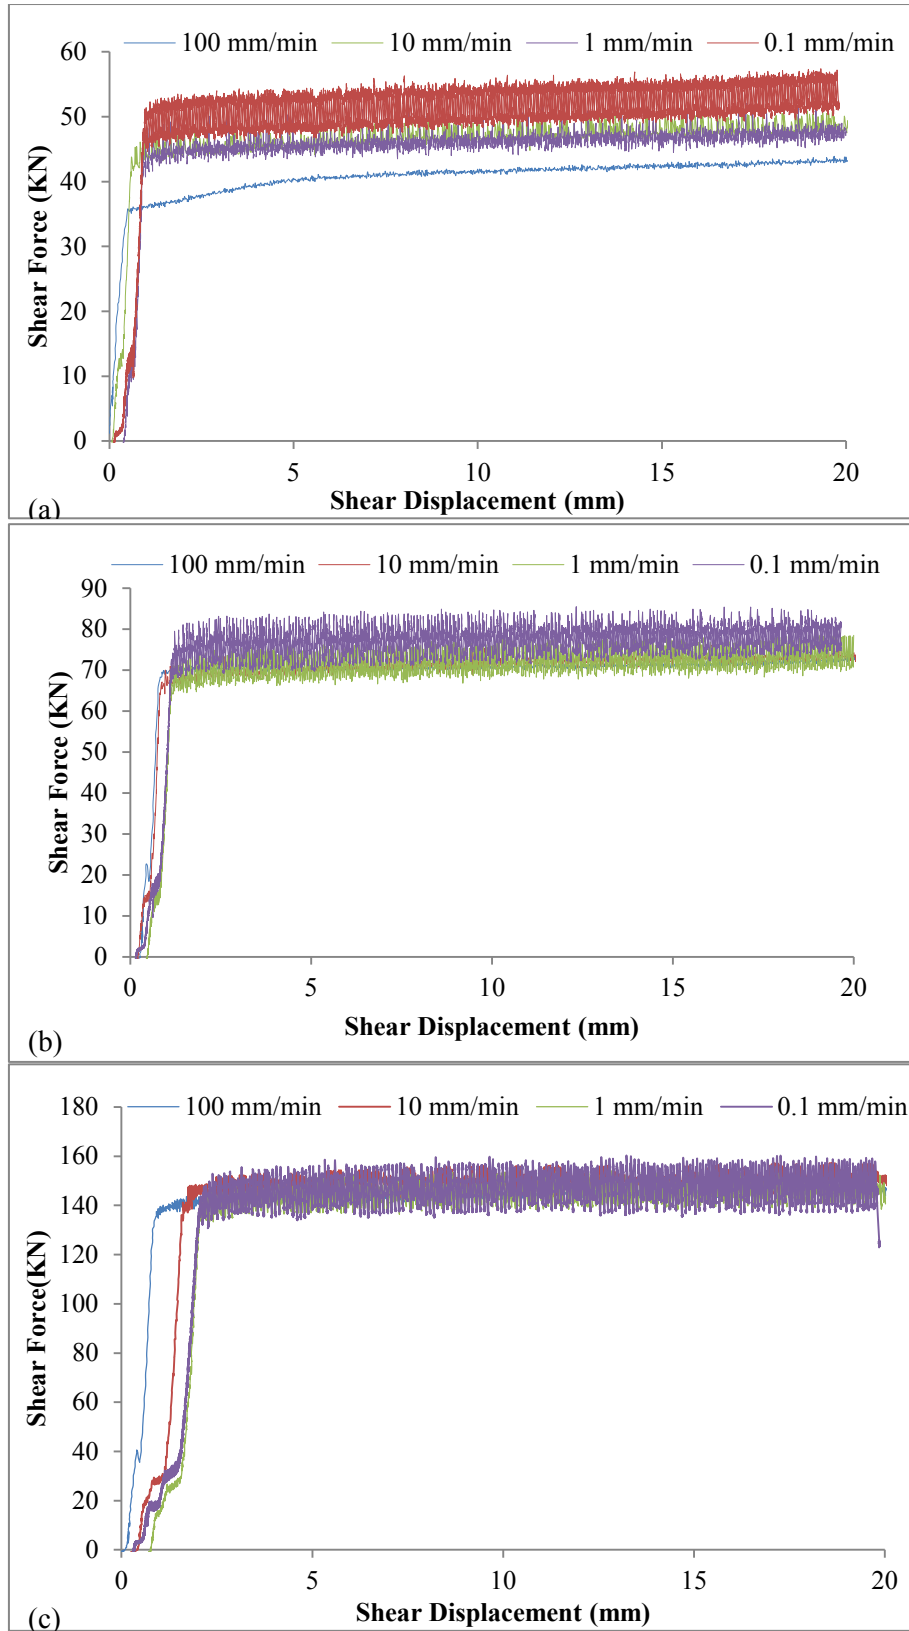 100 mm/min 10 mm/min 1 mm/min 0.1 mm/min
60
50
40
30
20
10
0
Shear Force (KN)
0 5 10 15 20
Shear Displacement (mm)
(a)
100 mm/min 10 mm/min 1 mm/min 0.1 mm/min
90
80
70
60
50
40
30
20
10
0
Shear Force (KN)
0 5 10 15 20
Shear Displacement (mm)
(b)
100 mm/min 10 mm/min 1 mm/min 0.1 mm/min
180
160
140
120
100
80
60
40
20
0
Shear Force(KN)
0 5 10 15 20
Shear Displacement (mm)
(c)